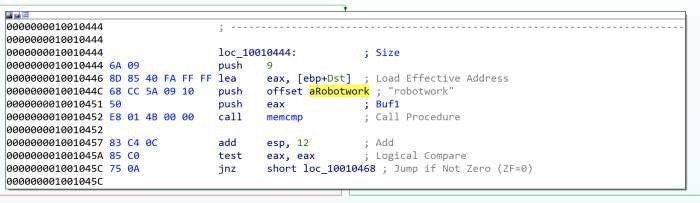 0000000010010444 ; ---------------------------------------------------------------------------
0000000010010444
0000000010010444 loc_10010444: ; Size
0000000010010444 6A 09 push 9
0000000010010446 8D 85 40 FA FF FF lea eax, [ebp+Dst] ; Load Effective Address
000000001001044C 68 CC 5A 09 10 push offset aRobotwork ; "robotwork"
0000000010010451 50 push eax ; Buf1
0000000010010452 E8 01 4B 00 00 call memcmp ; Call Procedure
0000000010010452
0000000010010457 83 C4 0C add esp, 12 ; Add
000000001001045A 85 C0 test eax, eax ; Logical Compare
000000001001045C 75 0A jnz short loc_10010468 ; Jump if Not Zero (ZF=0)
000000001001045C